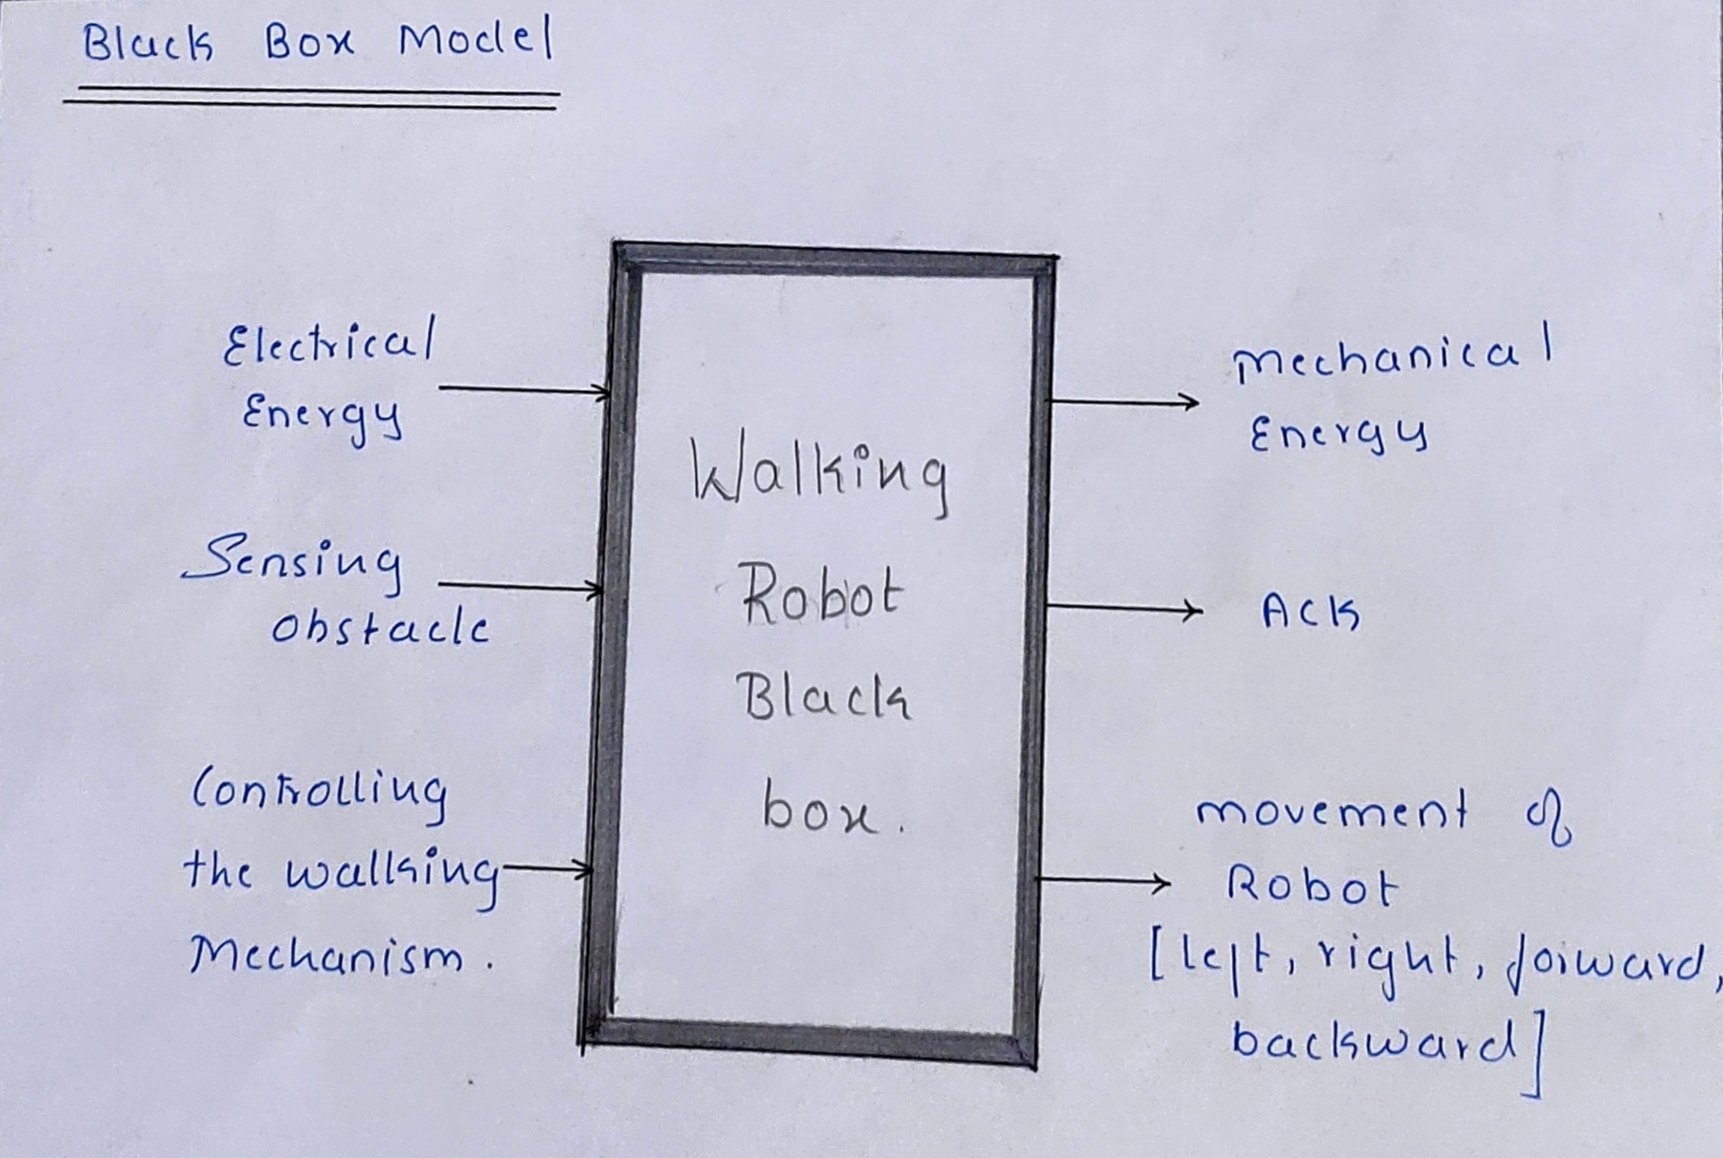 Black Box Model
Electrical
Energy
Sensing
obstacle
Controlling
the walking
Mechanism.
Walking
Robot
Black
box.
Mechanical
Energy
Ack
movement of
Robot
[left, right, forward,
backward]